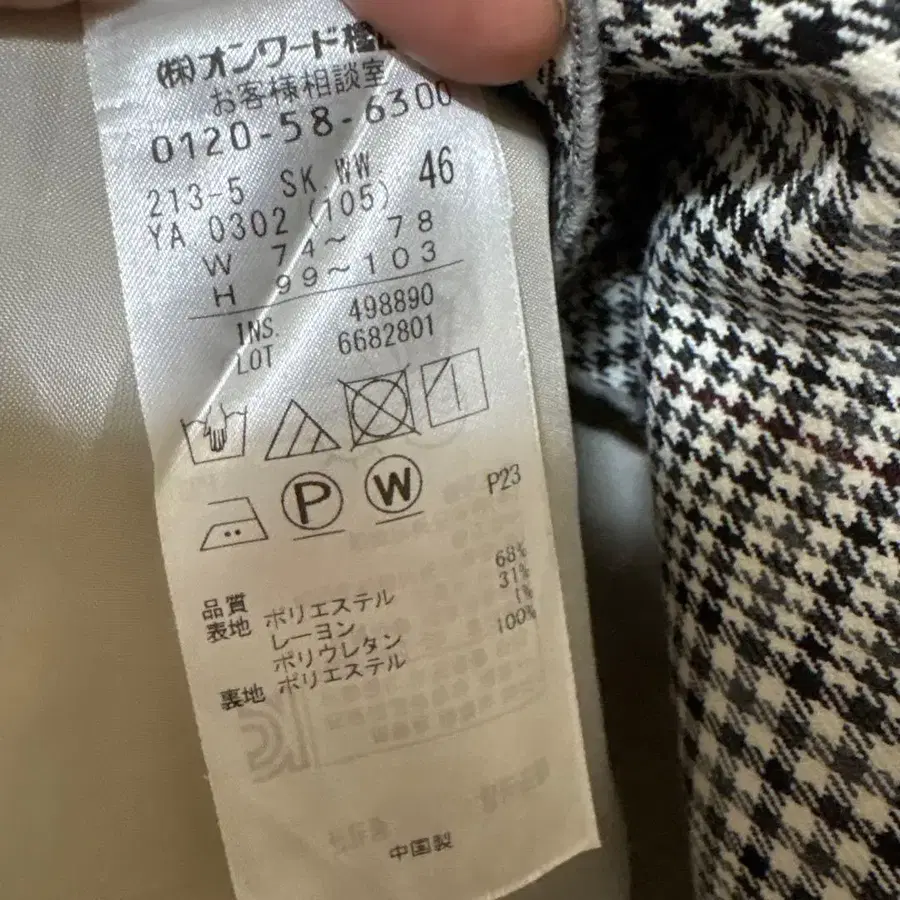 (株)オンワード樫山
お客様相談室
0120-58-6300
213-5 SK.WW. 46
YA 0302 (105)
W 74～ 78
H 99～103
INS. 498890
LOT 6682801
P W
P23
品質
表地 ポリエステル 68%
レーヨン 31%
ポリウレタン 1%
裏地 ポリエステル 100%
中国製